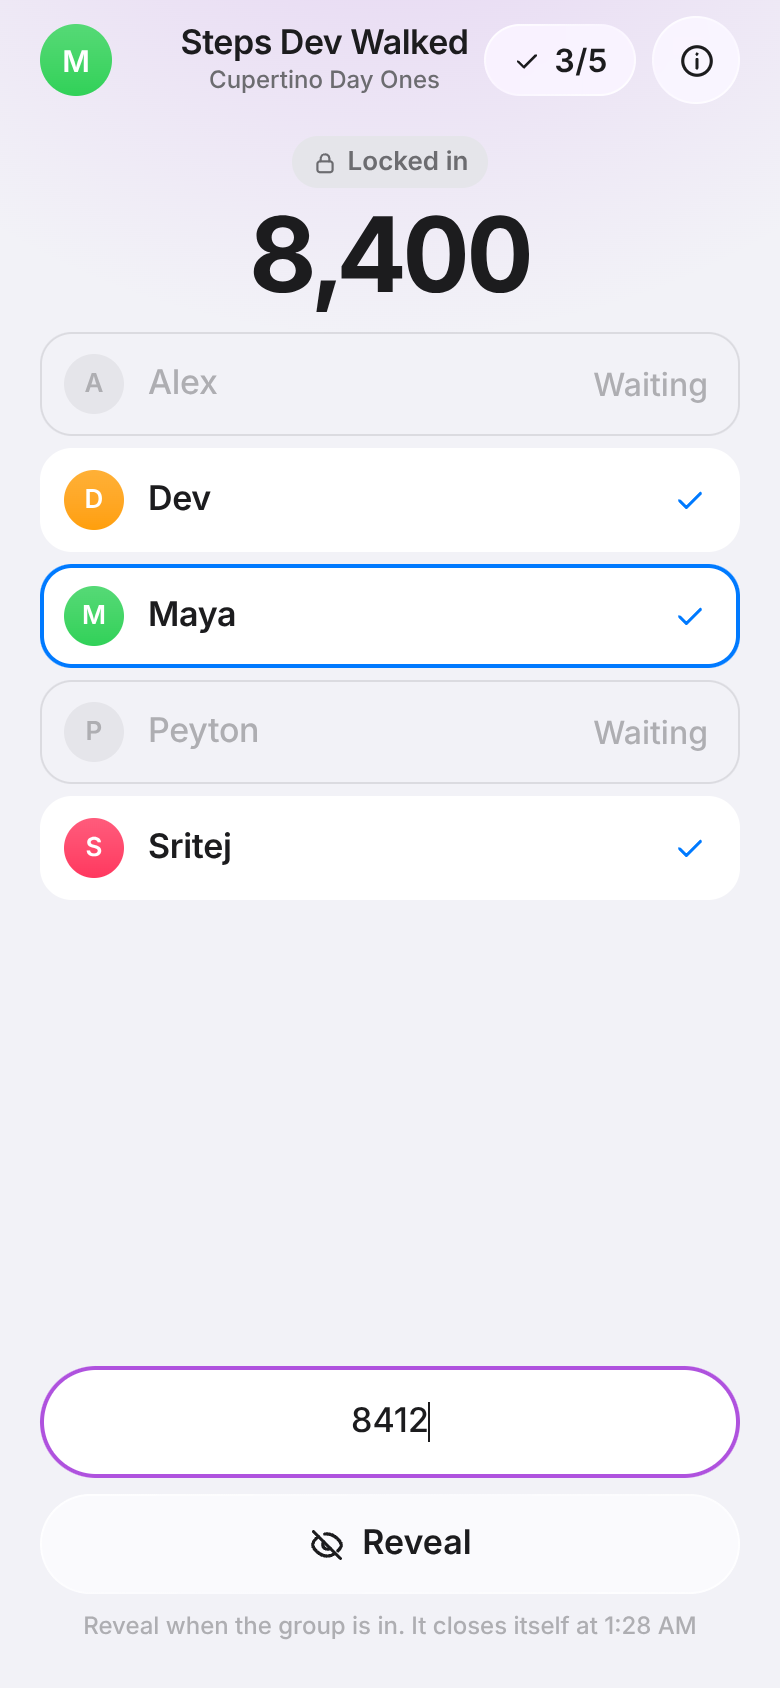 M
Steps Dev Walked
Cupertino Day Ones
3/5
Locked in
8,400
A Alex Waiting
D Dev
M Maya
P Peyton Waiting
S Sritej
8412
Reveal
Reveal when the group is in. It closes itself at 1:28 AM